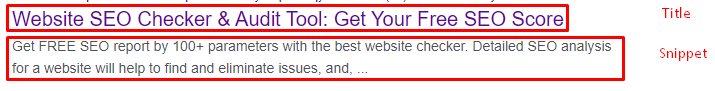 Website SEO Checker & Audit Tool: Get Your Free SEO Score
Title
Get FREE SEO report by 100+ parameters with the best website checker. Detailed SEO analysis
for a website will help to find and eliminate issues, and, ...
Snippet